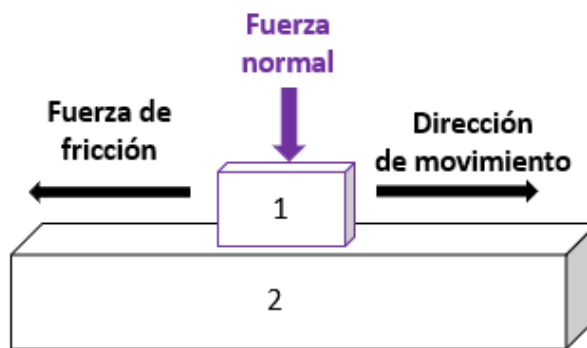 Fuerza
normal
Fuerza de
fricción
Dirección
de movimiento
1
2